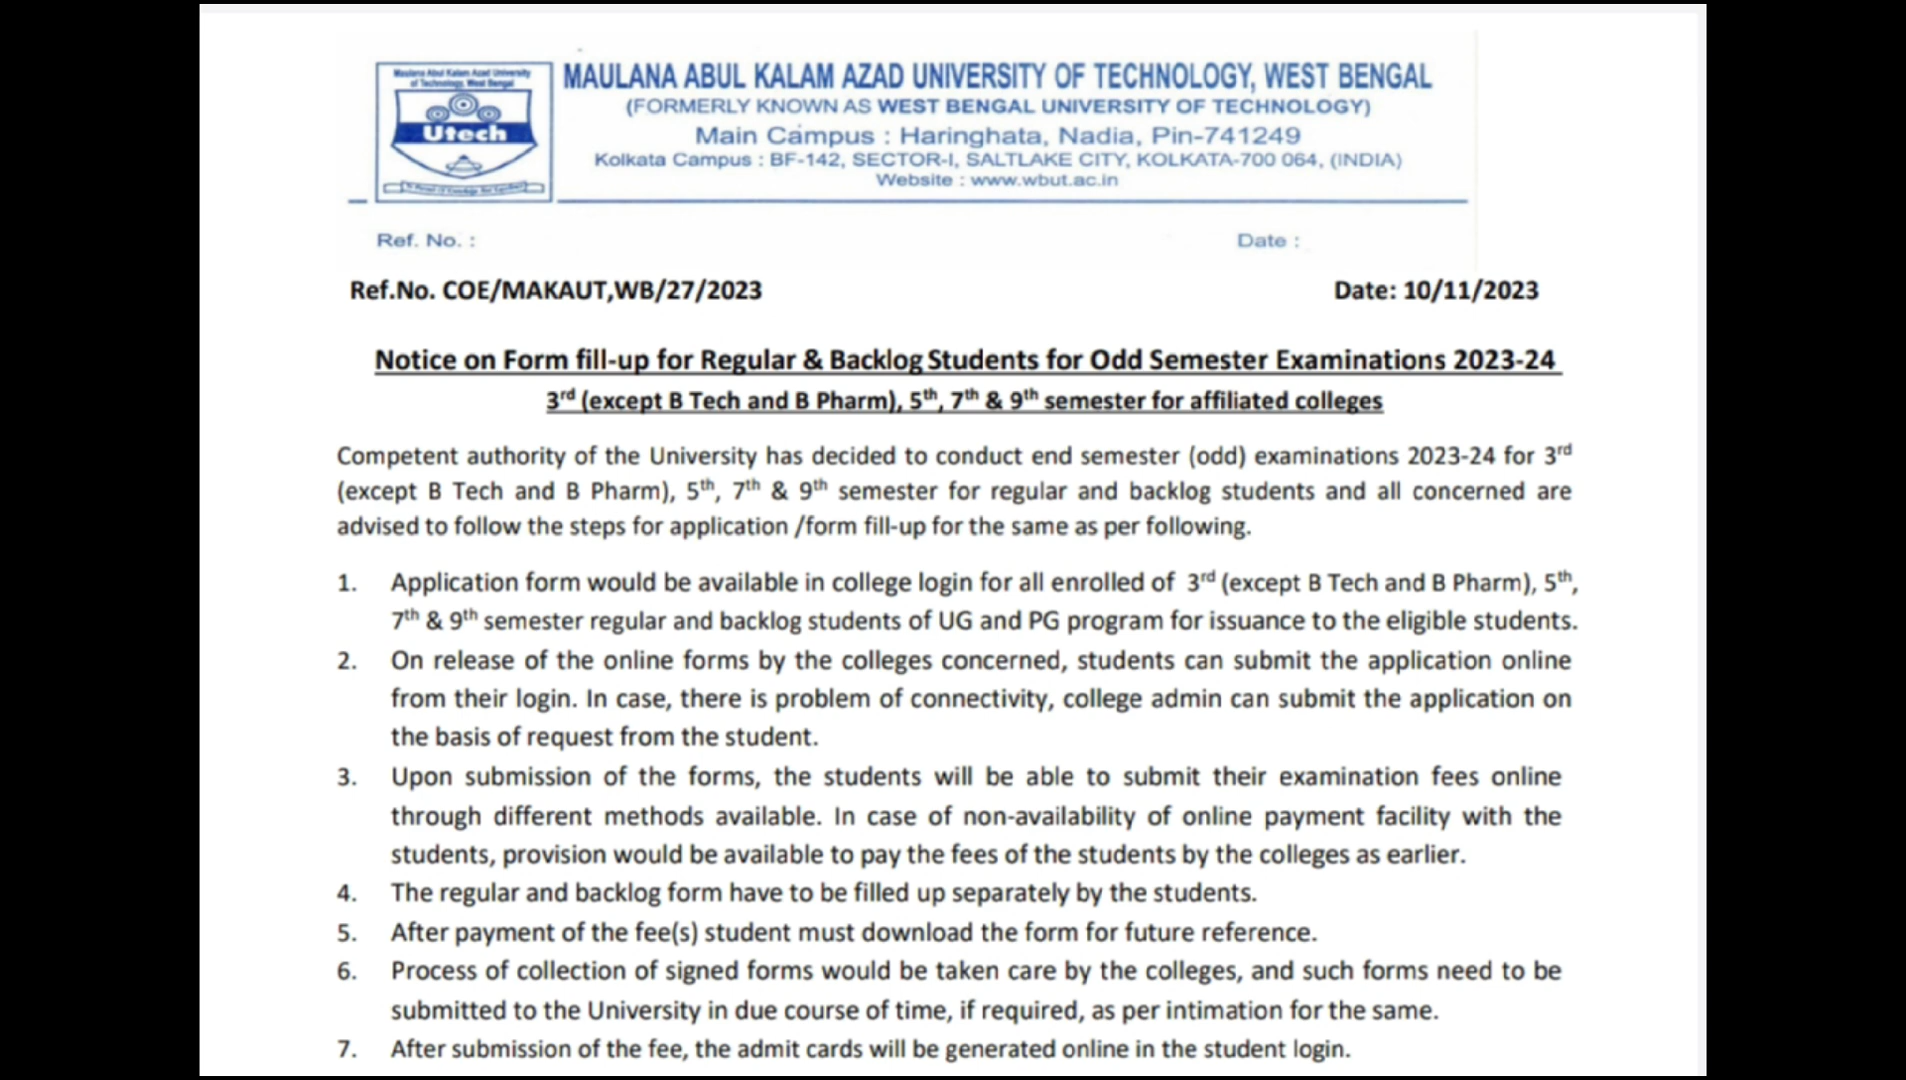 Maulana Abul Kalam Azad University
of Technology, West Bengal
Utech
MAULANA ABUL KALAM AZAD UNIVERSITY OF TECHNOLOGY, WEST BENGAL
(FORMERLY KNOWN AS WEST BENGAL UNIVERSITY OF TECHNOLOGY)
Main Campus : Haringhata, Nadia, Pin-741249
Kolkata Campus : BF-142, SECTOR-I, SALTLAKE CITY, KOLKATA-700 064, (INDIA)
Website : www.wbut.ac.in
Ref. No. : Date :
Ref.No. COE/MAKAUT,WB/27/2023 Date: 10/11/2023
Notice on Form fill-up for Regular & Backlog Students for Odd Semester Examinations 2023-24
3rd (except B Tech and B Pharm), 5th, 7th & 9th semester for affiliated colleges
Competent authority of the University has decided to conduct end semester (odd) examinations 2023-24 for 3rd
(except B Tech and B Pharm), 5th, 7th & 9th semester for regular and backlog students and all concerned are
advised to follow the steps for application /form fill-up for the same as per following.
1. Application form would be available in college login for all enrolled of 3rd (except B Tech and B Pharm), 5th,
7th & 9th semester regular and backlog students of UG and PG program for issuance to the eligible students.
2. On release of the online forms by the colleges concerned, students can submit the application online
from their login. In case, there is problem of connectivity, college admin can submit the application on
the basis of request from the student.
3. Upon submission of the forms, the students will be able to submit their examination fees online
through different methods available. In case of non-availability of online payment facility with the
students, provision would be available to pay the fees of the students by the colleges as earlier.
4. The regular and backlog form have to be filled up separately by the students.
5. After payment of the fee(s) student must download the form for future reference.
6. Process of collection of signed forms would be taken care by the colleges, and such forms need to be
submitted to the University in due course of time, if required, as per intimation for the same.
7. After submission of the fee, the admit cards will be generated online in the student login.